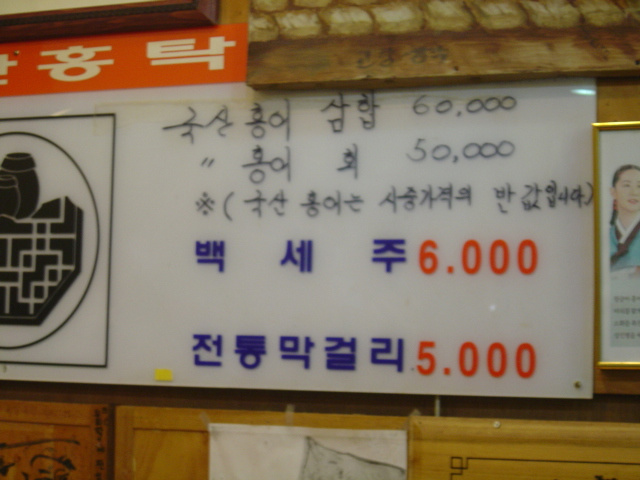 홍탁
국산 홍어 삼합 60,000
〃 홍어 회 50,000
※( 국산 홍어는 시중가격의 반값입니다)
백세주 6.000
전통막걸리 5.000